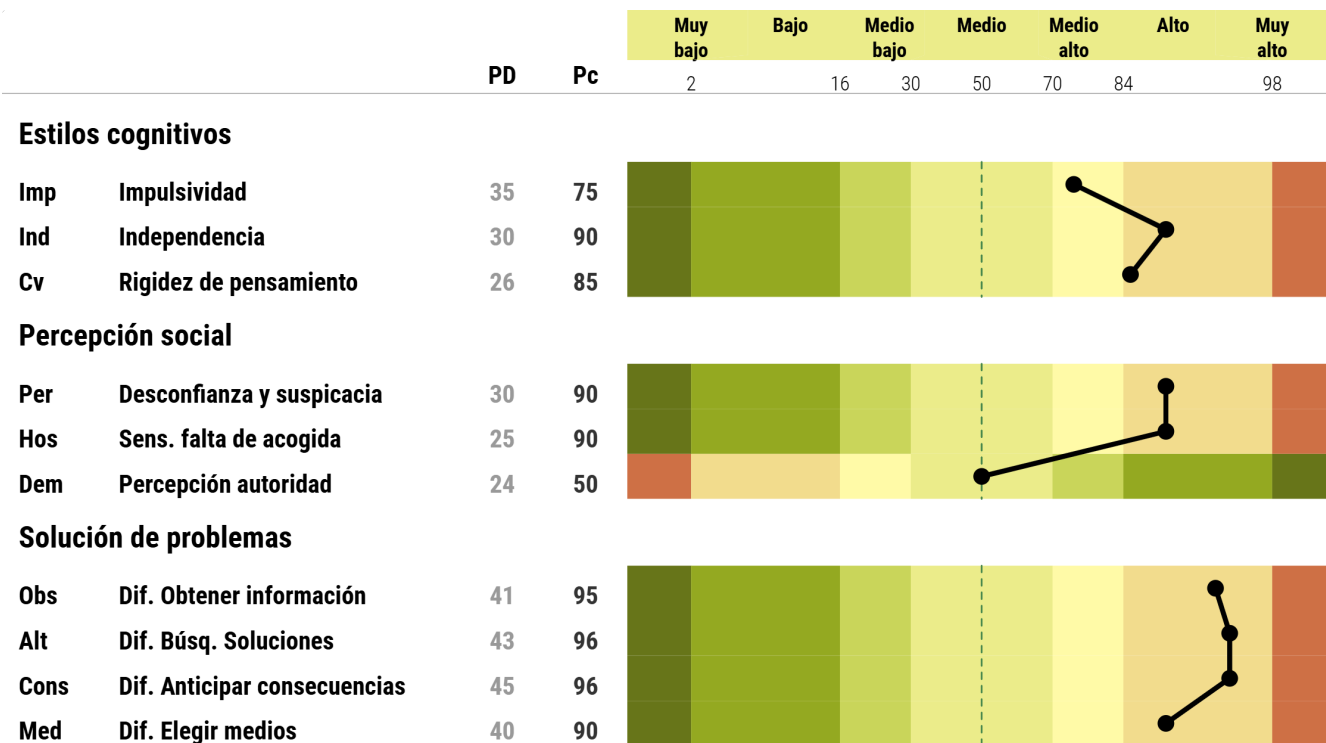 Muy bajo Bajo Medio bajo Medio Medio alto Alto Muy alto
PD Pc 2 16 30 50 70 84 98
Estilos cognitivos
Imp Impulsividad 35 75
Ind Independencia 30 90
Cv Rigidez de pensamiento 26 85
Percepción social
Per Desconfianza y suspicacia 30 90
Hos Sens. falta de acogida 25 90
Dem Percepción autoridad 24 50
Solución de problemas
Obs Dif. Obtener información 41 95
Alt Dif. Búsq. Soluciones 43 96
Cons Dif. Anticipar consecuencias 45 96
Med Dif. Elegir medios 40 90